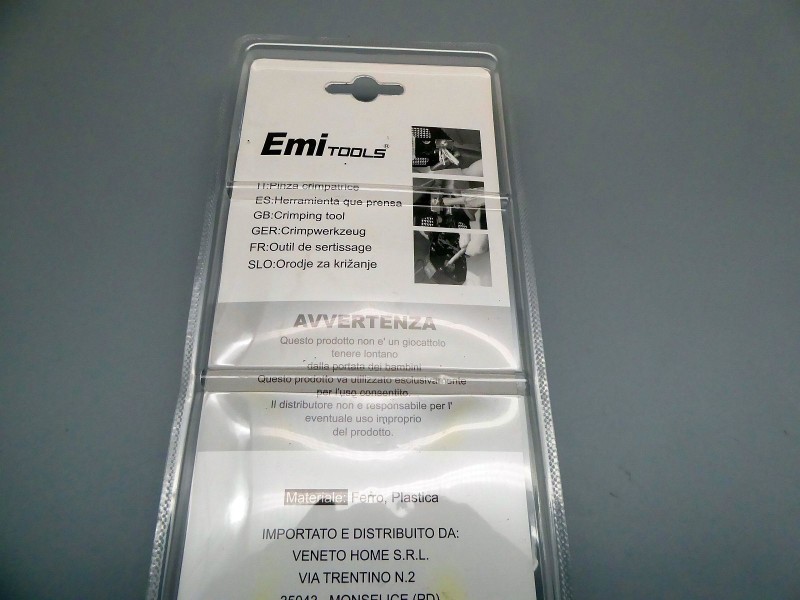 Emi TOOLS®
IT:Pinza crimpatrice
ES:Herramienta que prensa
GB:Crimping tool
GER:Crimpwerkzeug
FR:Outil de sertissage
SLO:Orodje za križanje
AVVERTENZA
Questo prodotto non e' un giocattolo
tenere lontano
dalla portata dei bambini
Questo prodotto va utilizzato esclusivamente
per l'uso consentito.
Il distributore non e responsabile per l'
eventuale uso improprio
del prodotto.
Materiale: Ferro, Plastica
IMPORTATO E DISTRIBUITO DA:
VENETO HOME S.R.L.
VIA TRENTINO N.2
35043 - MONSELICE (PD)